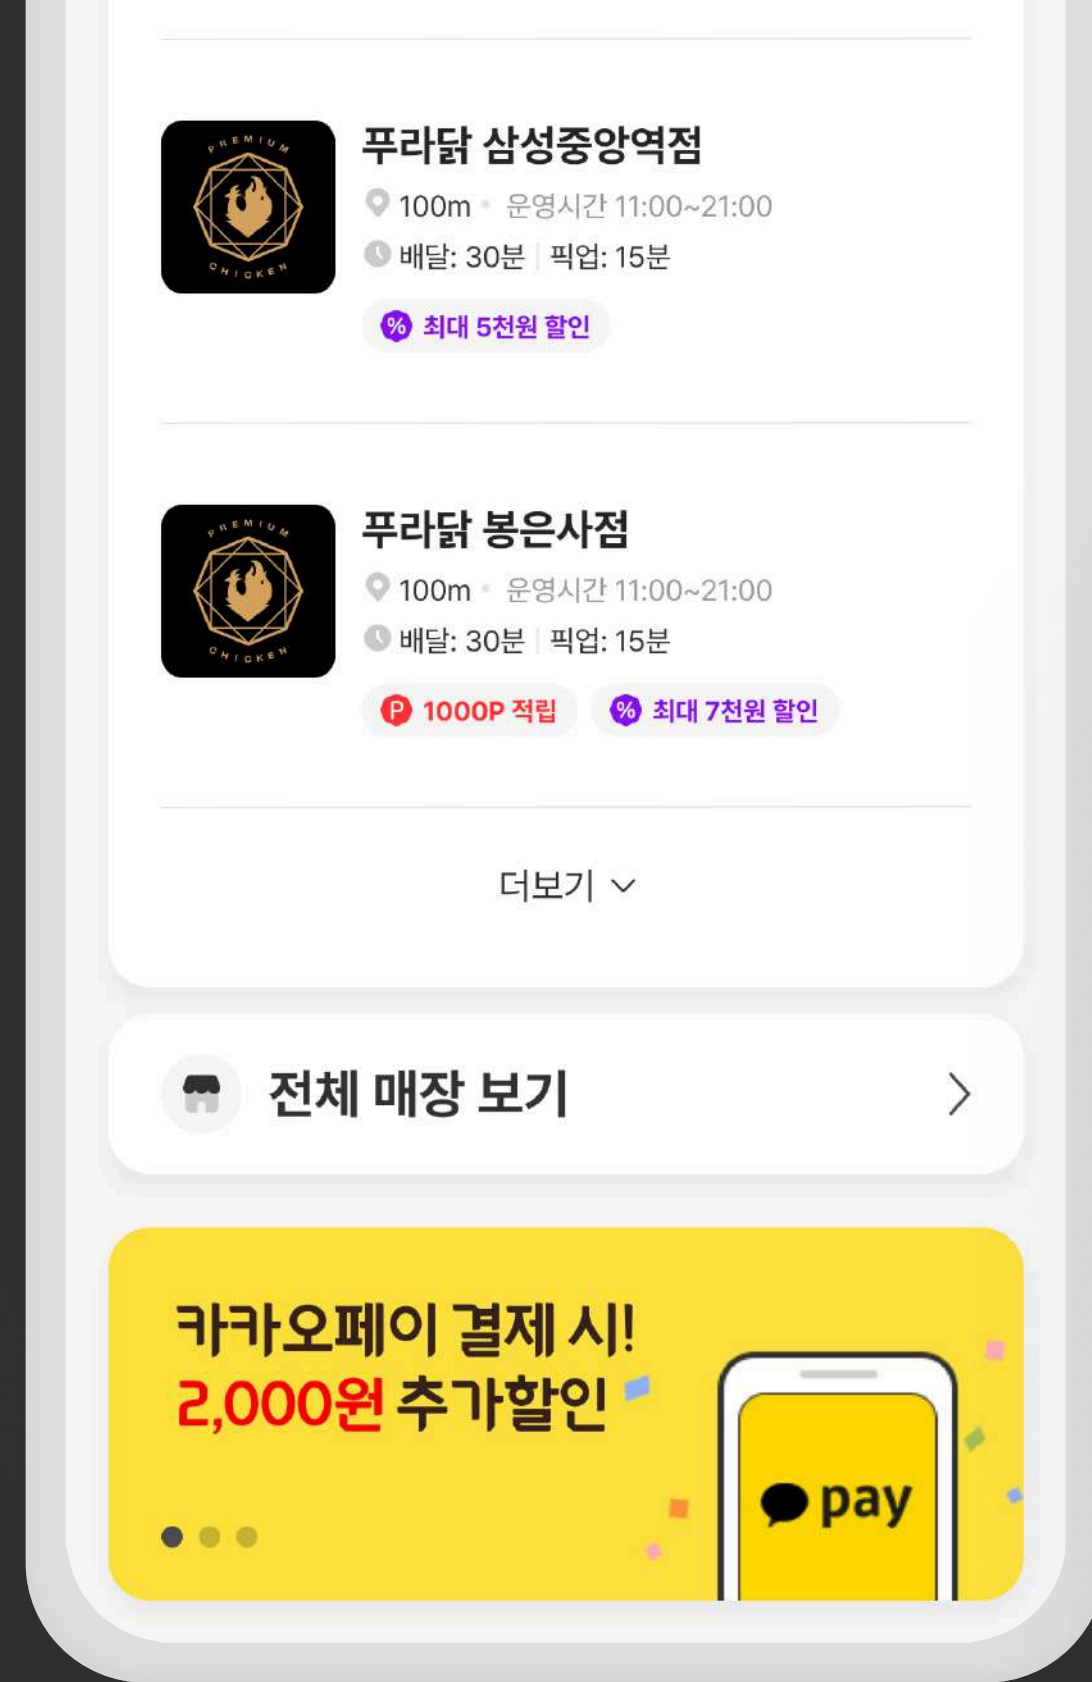 PREMIUM
CHICKEN
푸라닭 삼성중앙역점
100m 운영시간 11:00~21:00
배달: 30분 픽업: 15분
% 최대 5천원 할인
PREMIUM
CHICKEN
푸라닭 봉은사점
100m 운영시간 11:00~21:00
배달: 30분 픽업: 15분
P 1000P 적립 % 최대 7천원 할인
더보기
전체 매장 보기
카카오페이 결제 시!
2,000원 추가할인
pay